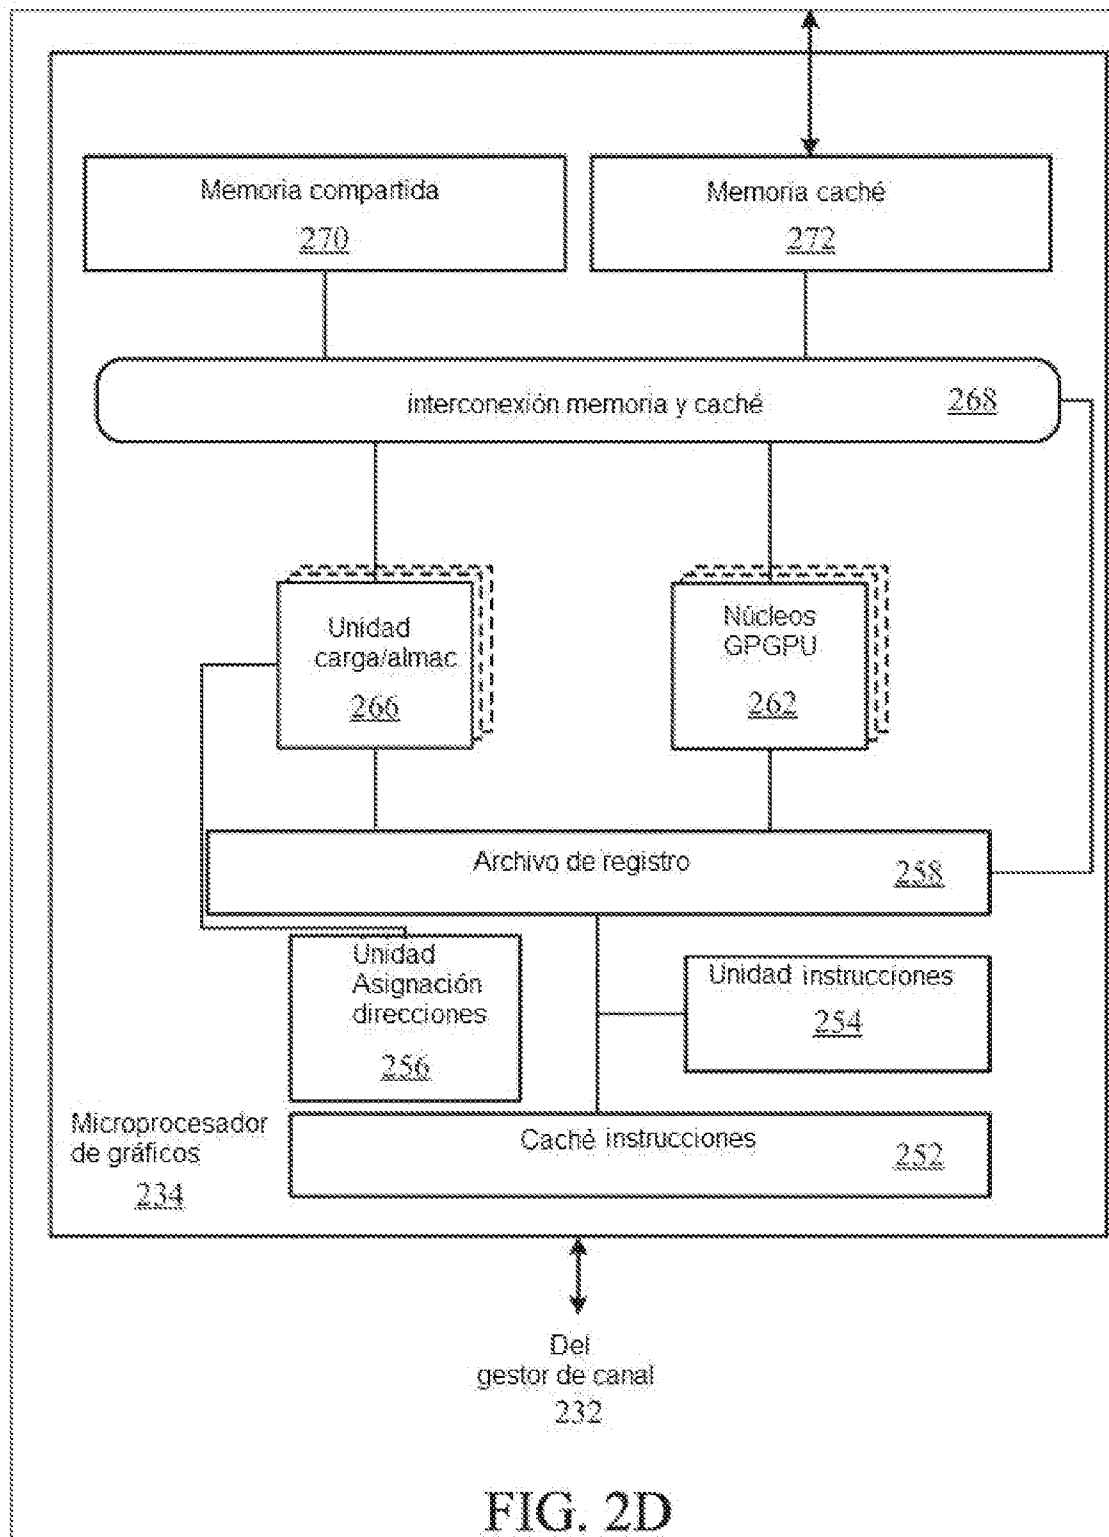 Memoria compartida
270
Memoria caché
272
interconexión memoria y caché
268
Unidad
carga/almac
266
Núcleos
GPGPU
262
Archivo de registro
258
Unidad
Asignación
direcciones
256
Unidad instrucciones
254
Microprocesador
de gráficos
234
Caché instrucciones
252
Del
gestor de canal
232
FIG. 2D